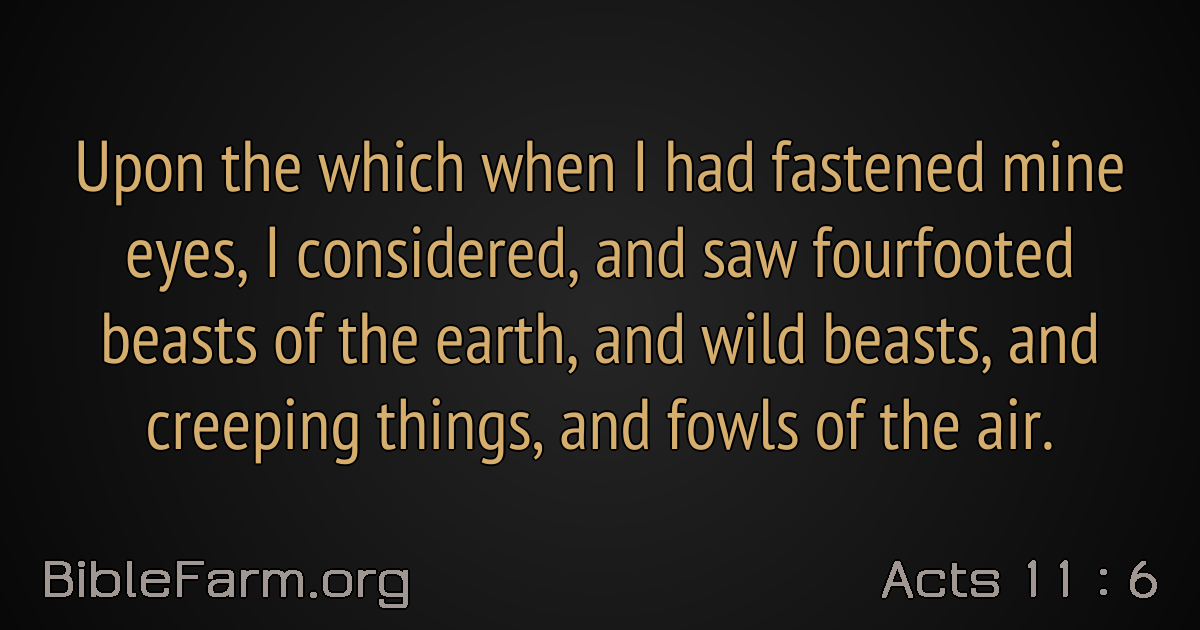 Upon the which when I had fastened mine
eyes, I considered, and saw fourfooted
beasts of the earth, and wild beasts, and
creeping things, and fowls of the air.
BibleFarm.org
Acts 11 : 6